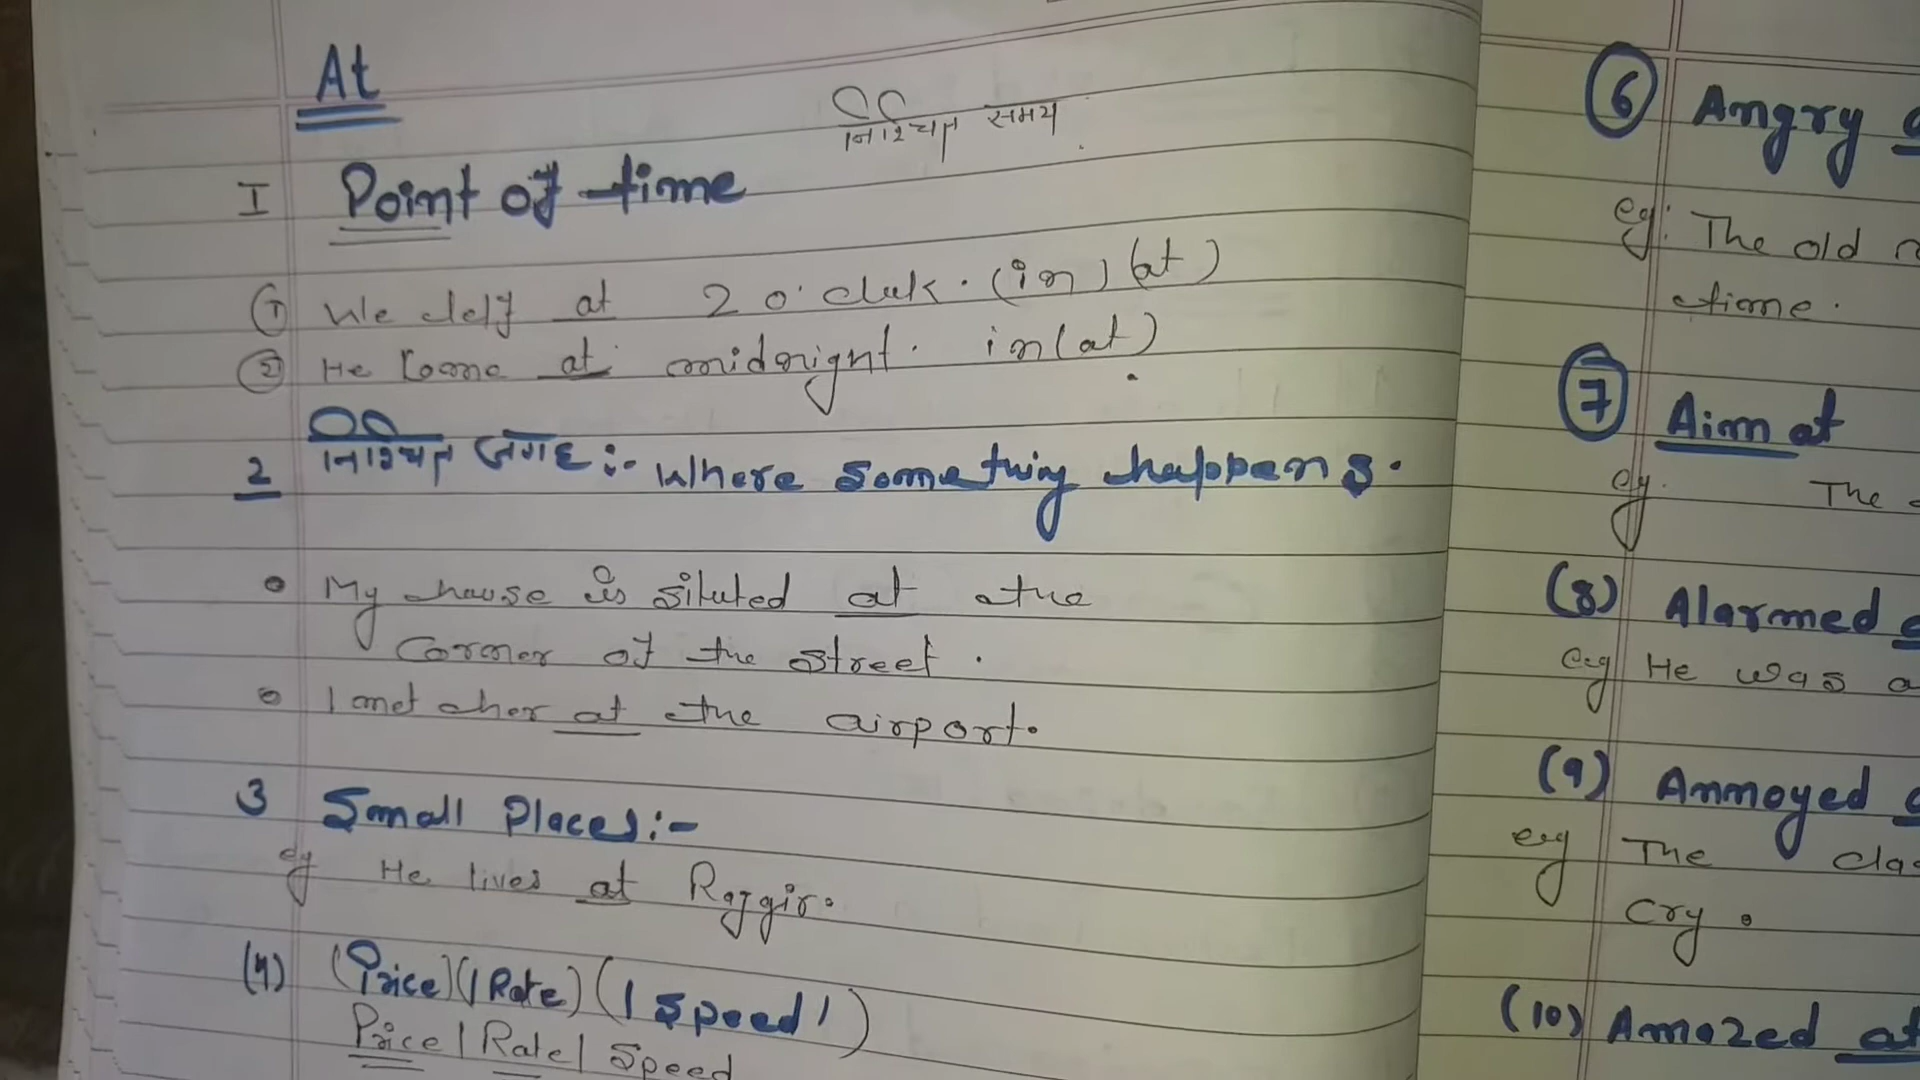 At
निश्चित समय
I Point of time
① We left at 2 o'clock. (in) (at)
② He Come at midnight. in (at)
2 निश्चित जगह :- Where Something happens.
o My house is situted at the
Corner of the street.
o I met her at the airport.
3 Small Places :-
eg He lives at Rajgir.
(4) (Price) (/ Rate) (/ Speed /)
Price / Rate / Speed
⑥ Angry
eg: The old
time.
⑦ Aim at
eg. The
(8) Alarmed
eg He was
(9) Annoyed
eg The
Cry.
(10) Amazed at